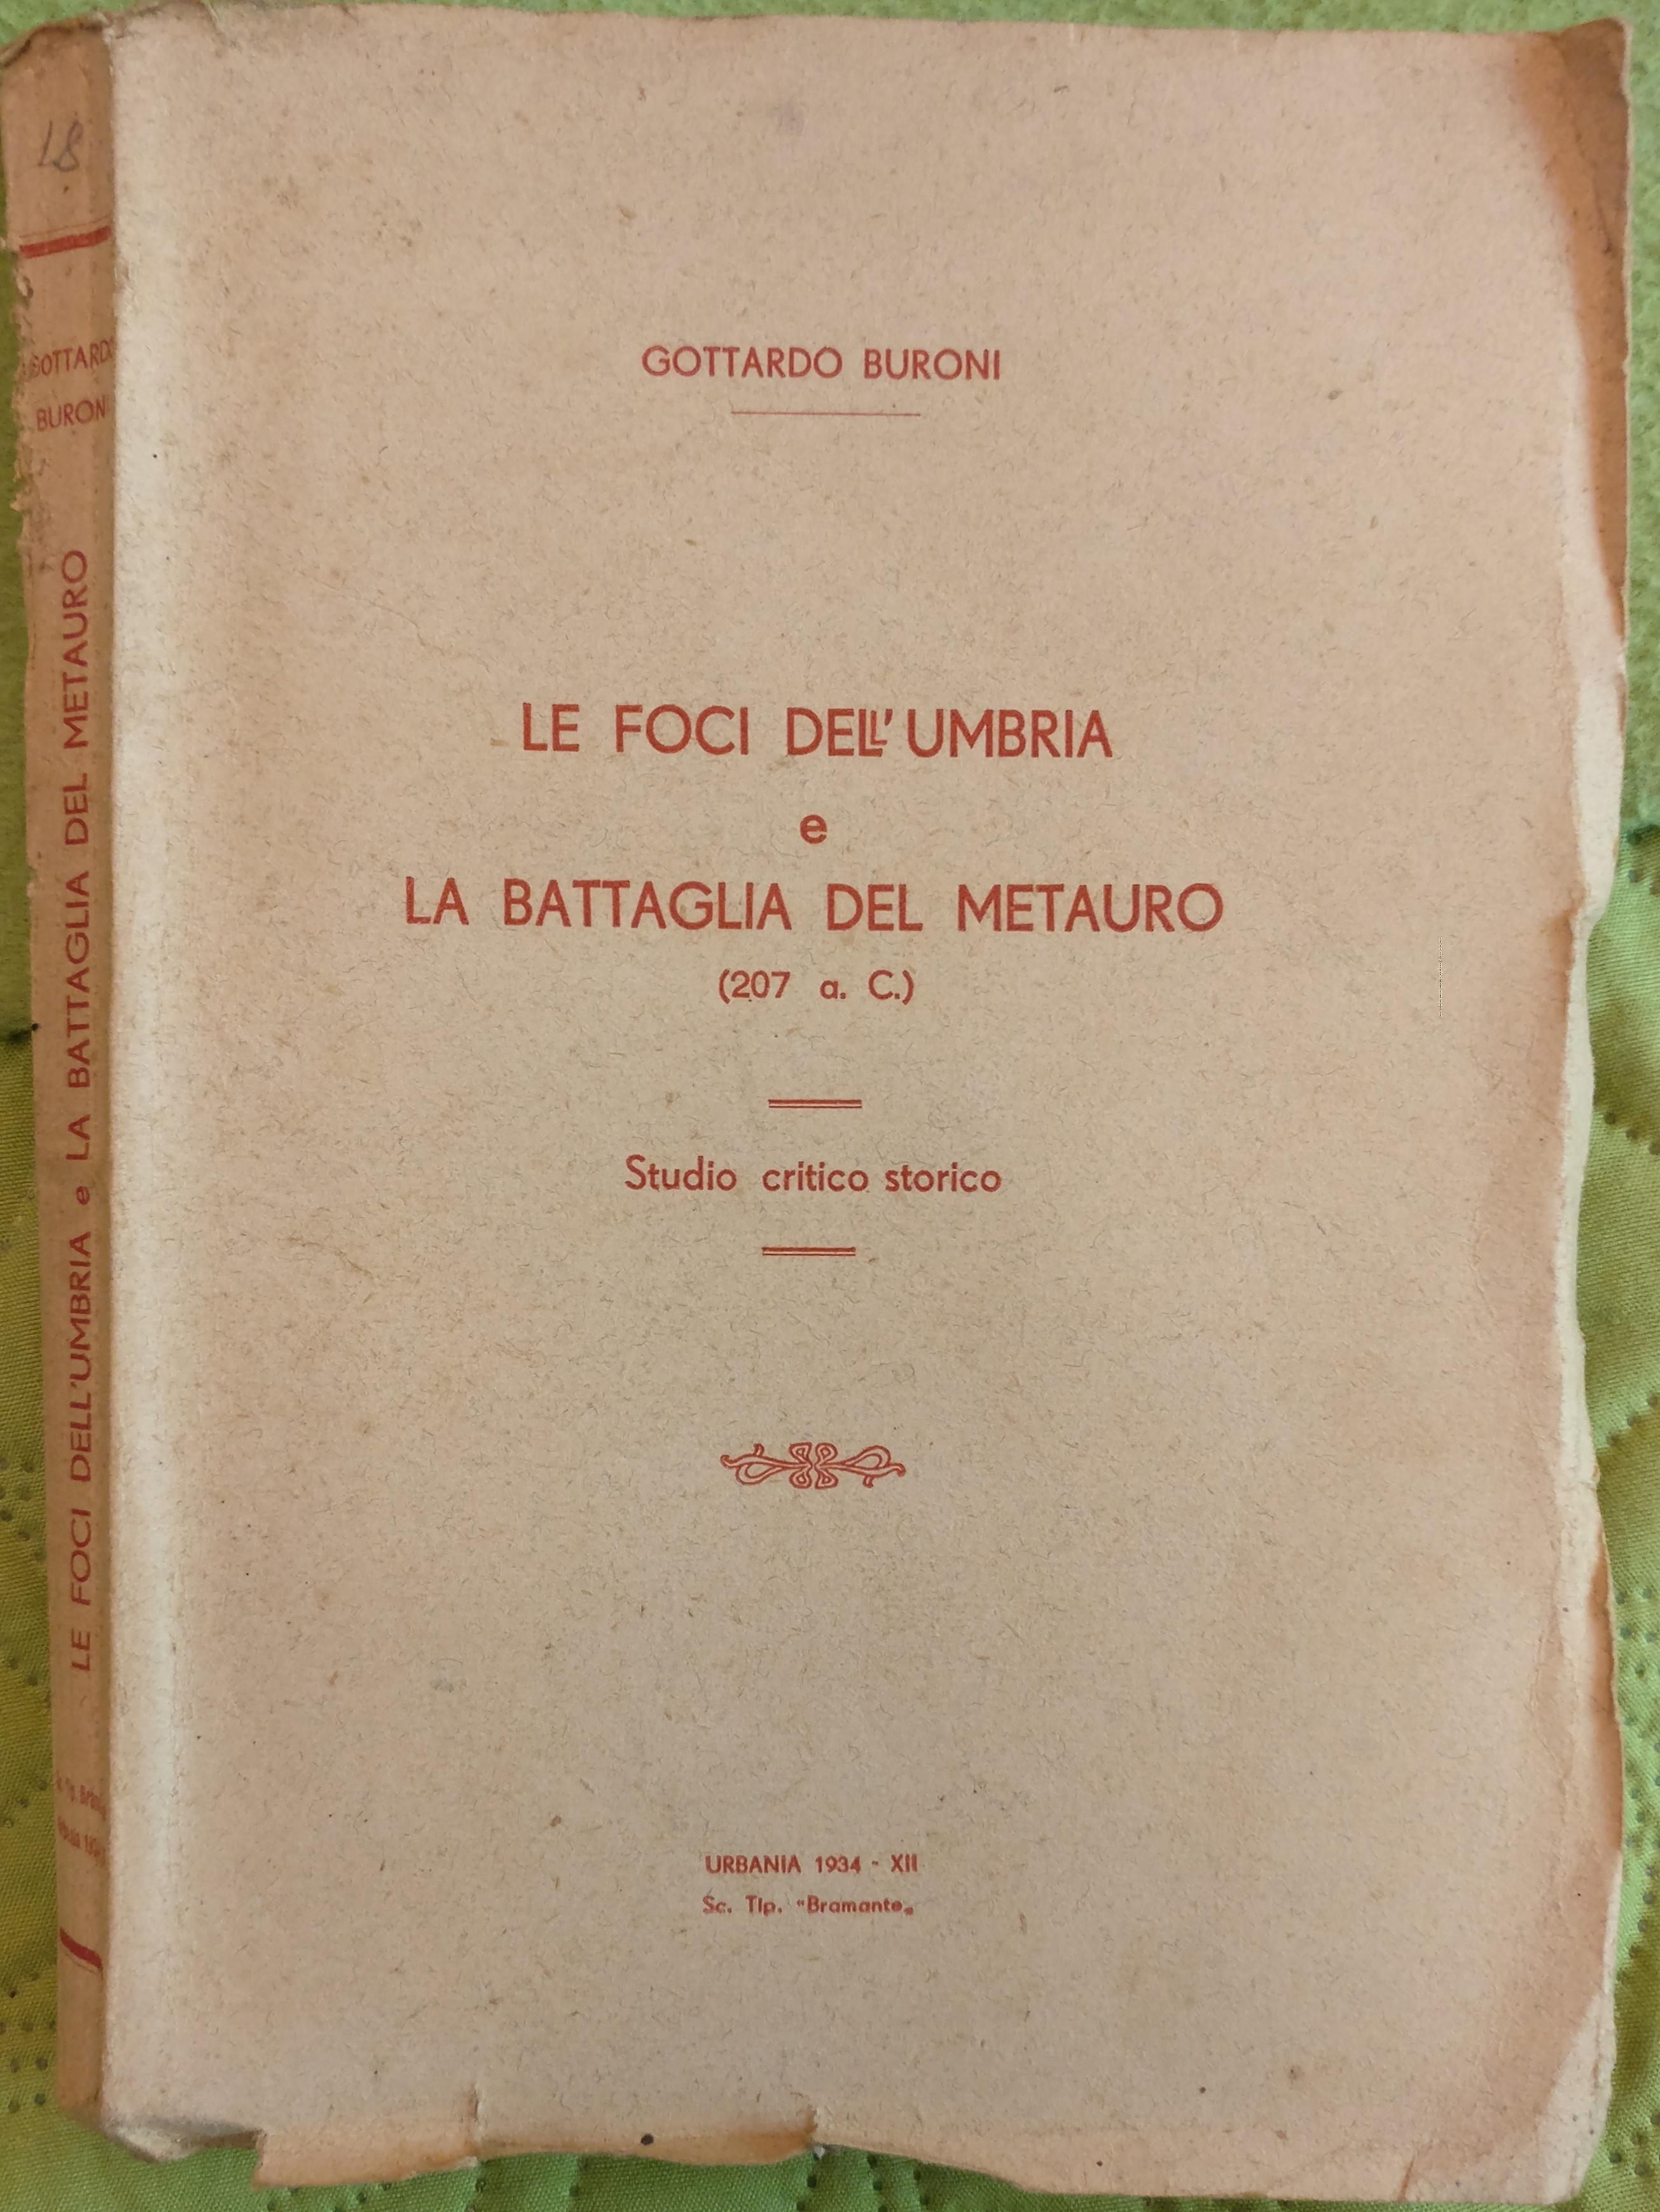 GOTTARDO BURONI
LE FOCI DELL'UMBRIA
e
LA BATTAGLIA DEL METAURO
(207 a. C.)
Studio critico storico
URBANIA 1934 - XII
Sc. Tip. "Bramante„
18
GOTTARDO
BURONI
LE FOCI DELL'UMBRIA e LA BATTAGLIA DEL METAURO